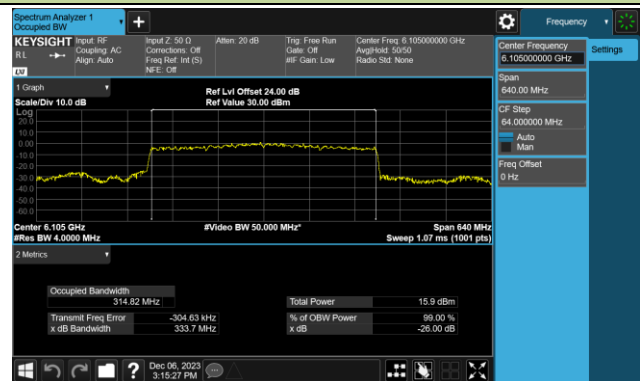 Spectrum Analyzer 1
Occupied BW
+
Frequency
KEYSIGHT
RL
LXI
Input: RF
Coupling: AC
Align: Auto
Input Z: 50 Ω
Corrections: Off
Freq Ref: Int (S)
NFE: Off
Atten: 20 dB
Trig: Free Run
Gate: Off
#IF Gain: Low
Center Freq: 6.105000000 GHz
Avg|Hold: 50/50
Radio Std: None
Center Frequency
6.105000000 GHz
Settings
Span
640.00 MHz
CF Step
64.000000 MHz
Auto
Man
Freq Offset
0 Hz
1 Graph
Scale/Div 10.0 dB
Ref Lvl Offset 24.00 dB
Ref Value 30.00 dBm
Log
20.0
10.0
0.00
-10.0
-20.0
-30.0
-40.0
-50.0
-60.0
Center 6.105 GHz
#Video BW 50.000 MHz*
Span 640 MHz
#Res BW 4.0000 MHz
Sweep 1.07 ms (1001 pts)
2 Metrics
Occupied Bandwidth
314.82 MHz
Total Power 15.9 dBm
Transmit Freq Error -304.63 kHz
% of OBW Power 99.00 %
x dB Bandwidth 333.7 MHz
x dB -26.00 dB
?
Dec 06, 2023
3:15:27 PM